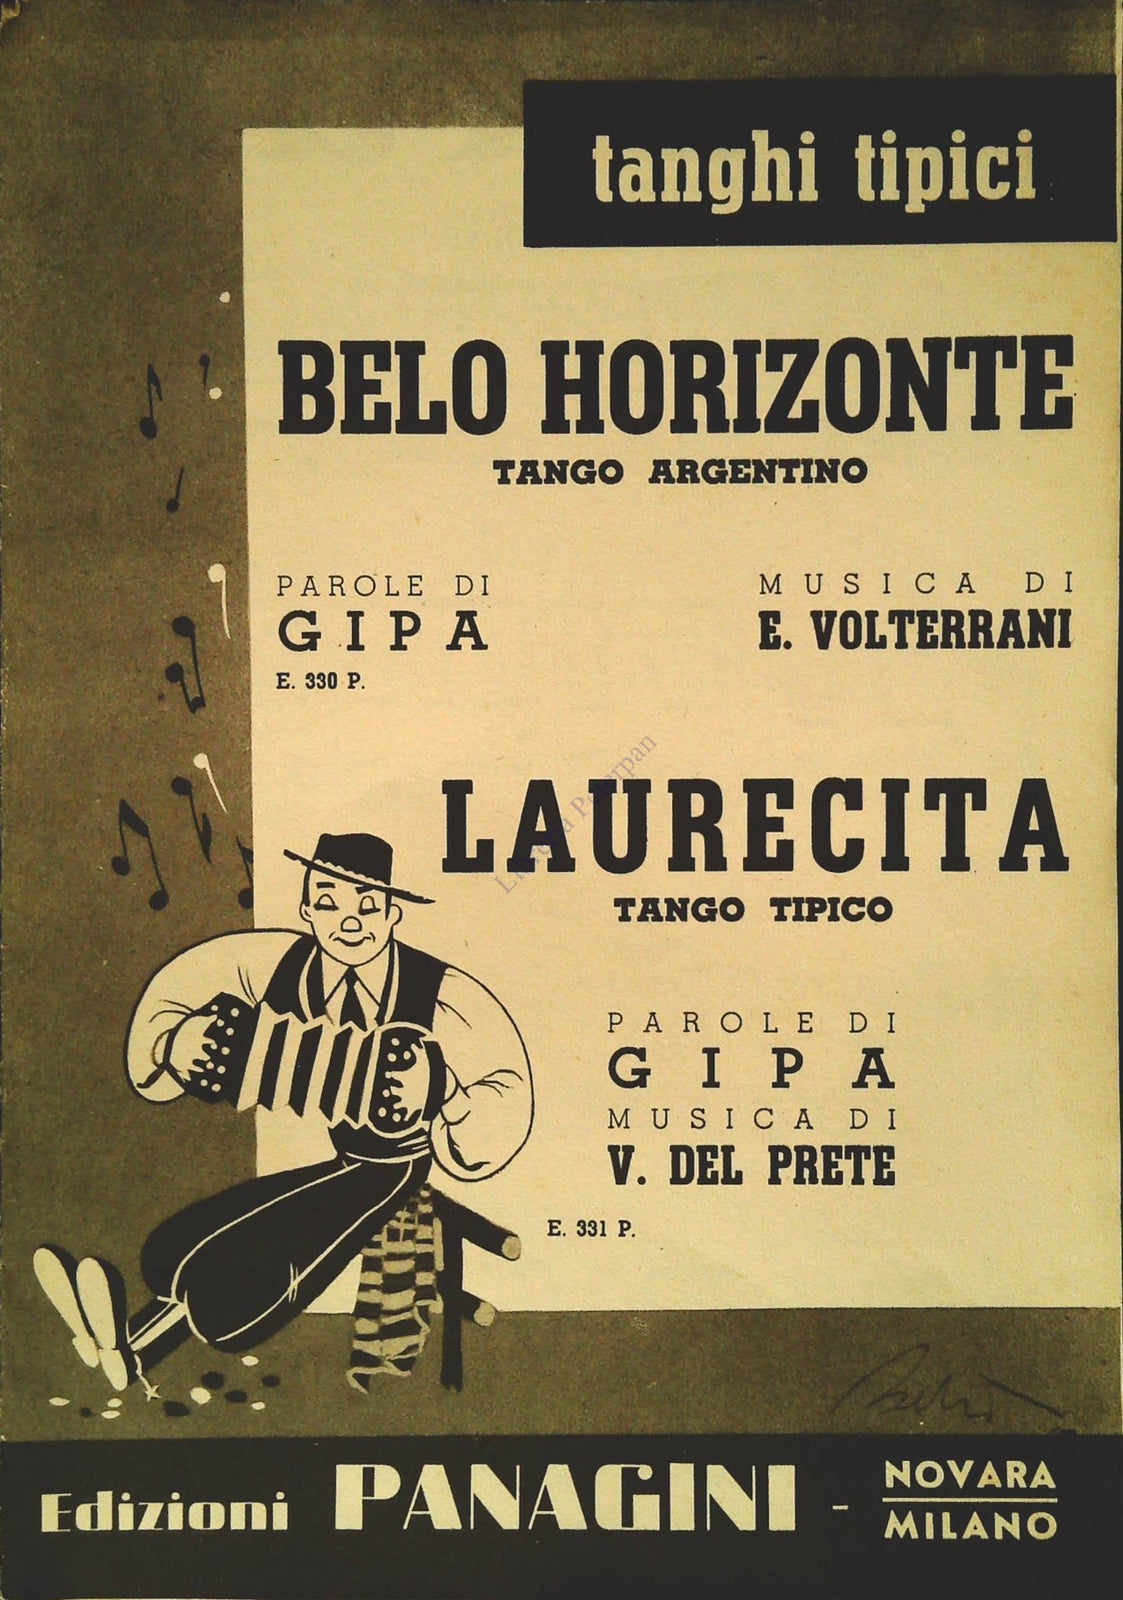 tanghi tipici
BELO HORIZONTE
TANGO ARGENTINO
PAROLE DI
GIPA
E. 330 P.
MUSICA DI
E. VOLTERRANI
LAURECITA
TANGO TIPICO
PAROLE DI
GIPA
MUSICA DI
V. DEL PRETE
E. 331 P.
Edizioni PANAGINI - NOVARA
MILANO